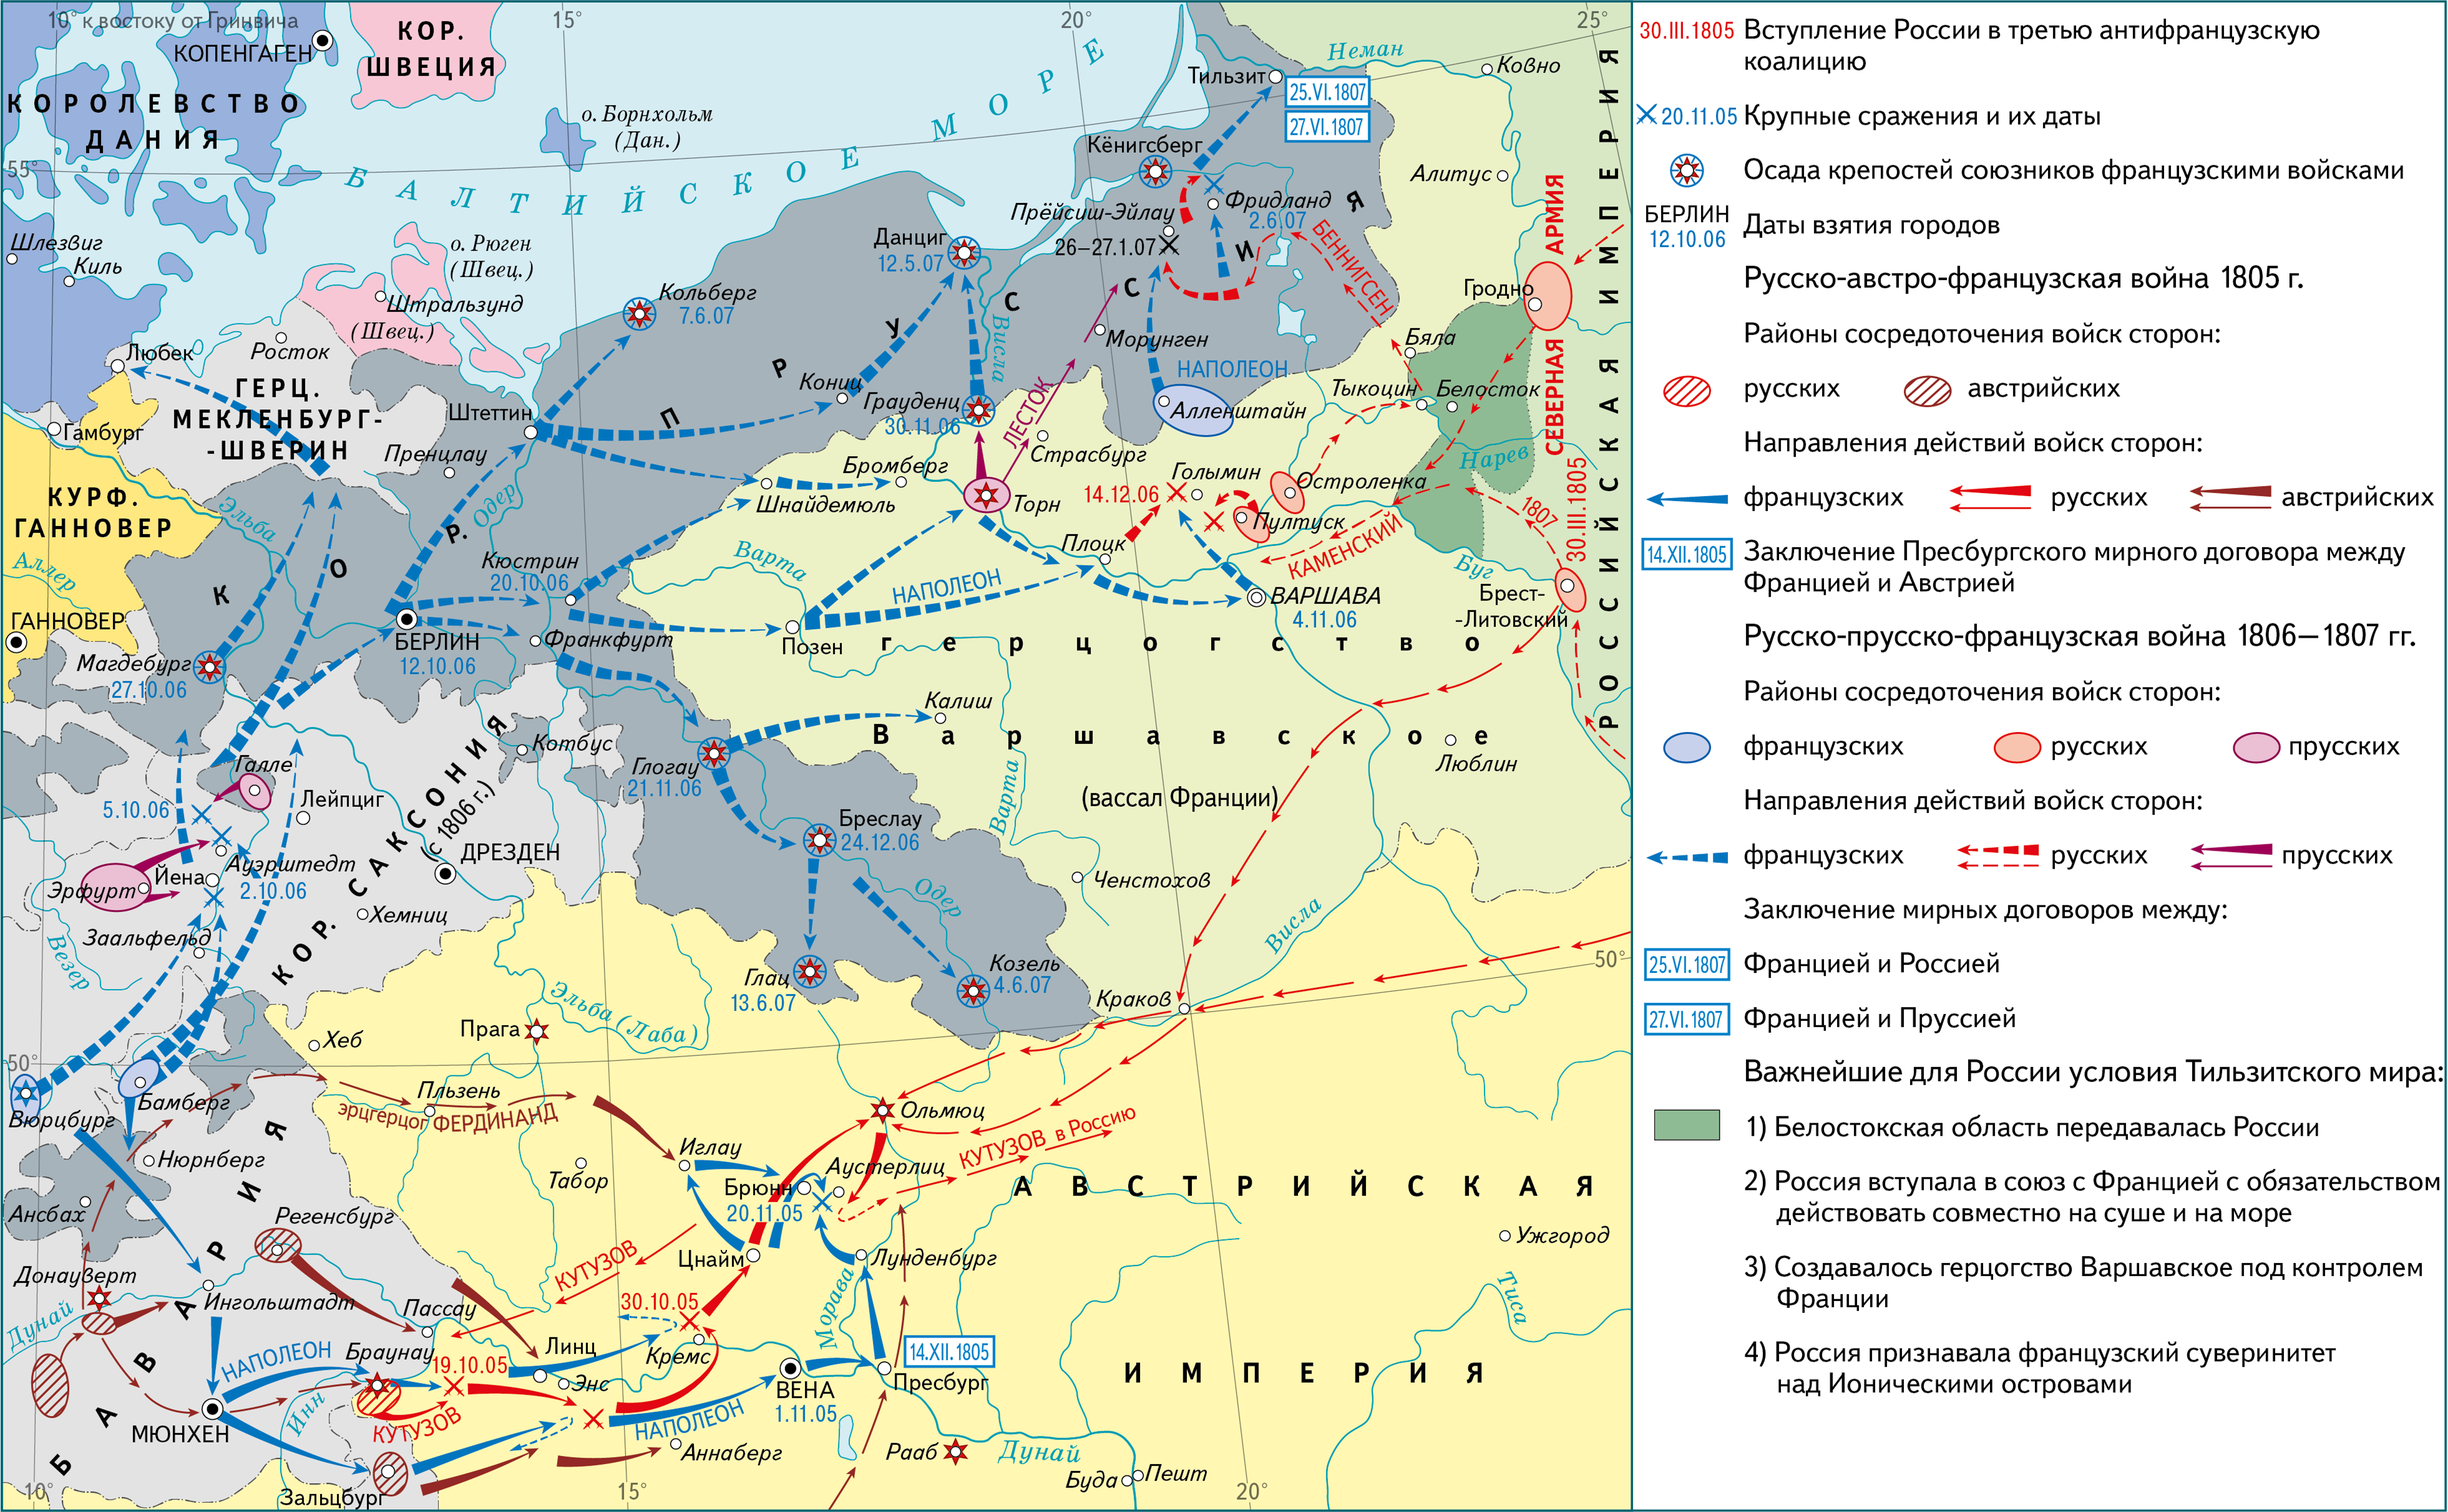 10° к востоку от Гринвича
15°
20°
25°
КОПЕНГАГЕН
КОР.
ШВЕЦИЯ
КОРОЛЕВСТВО
ДАНИЯ
о. Борнхольм
(Дан.)
БАЛТИЙСКОЕ МОРЕ
55°
Неман
Тильзит
25.VI.1807
27.VI.1807
Ковно
Алитус
Кёнигсберг
Фридланд
2.6.07
Прёйсиш-Эйлау
26–27.1.07
БЕННИГСЕН
СЕВЕРНАЯ АРМИЯ
РОССИЙСКАЯ ИМПЕРИЯ
Шлезвиг
Киль
о. Рюген
(Швец.)
Штральзунд
(Швец.)
Росток
Любек
Данциг
12.5.07
Кольберг
7.6.07
Висла
Гродно
Бяла
Морунген
НАПОЛЕОН
Алленштайн
Тыкоцин
Белосток
КОР. ПРУССИЯ
ГЕРЦ.
МЕКЛЕНБУРГ-
-ШВЕРИН
Гамбург
Штеттин
Кониц
Грауденц
30.11.06
ЛЕСТОК
Страсбург
Пренцлау
Бромберг
Шнайдемюль
Торн
Голымин
14.12.06
Остроленка
Пултуск
Нарев
30.III.1805
1807
КУРФ.
ГАННОВЕР
Эльба
Одер
Аллер
ГАННОВЕР
Кюстрин
20.10.06
Варта
Плоцк
КАМЕНСКИЙ
Буг
Брест-
-Литовский
НАПОЛЕОН
ВАРШАВА
4.11.06
БЕРЛИН
12.10.06
Франкфурт
Позен
герцогство
Варшавское
(вассал Франции)
Магдебург
27.10.06
Калиш
Люблин
Котбус
Глогау
21.11.06
Варта
Галле
Лейпциг
5.10.06
КОР. САКСОНИЯ
(с 1806 г.)
ДРЕЗДЕН
Бреслау
24.12.06
Ауэрштедт
Йена
2.10.06
Эрфурт
Хемниц
Заальфельд
Везер
Одер
Ченстохов
Висла
Глац
13.6.07
Козель
4.6.07
Краков
50°
50°
Хеб
Прага
Эльба (Лаба)
Вюрцбург
Бамберг
Пльзень
эрцгерцог ФЕРДИНАНД
Ольмюц
КУТУЗОВ в Россию
Нюрнберг
Табор
Иглау
Аустерлиц
Брюнн
20.11.05
АВСТРИЙСКАЯ
ИМПЕРИЯ
Ансбах
Регенсбург
БАВАРИЯ
КУТУЗОВ
Цнайм
Лунденбург
Ужгород
Донауверт
Дунай
Ингольштадт
Пассау
30.10.05
Морава
Тиса
НАПОЛЕОН
Браунау
19.10.05
Линц
Кремс
14.XII.1805
Энс
ВЕНА
1.11.05
Пресбург
МЮНХЕН
Инн
КУТУЗОВ
НАПОЛЕОН
Аннаберг
Рааб
Дунай
Буда
Пешт
Зальцбург
10°
15°
20°
30.III.1805 Вступление России в третью антифранцузскую
коалицию
20.11.05 Крупные сражения и их даты
Осада крепостей союзников французскими войсками
БЕРЛИН
12.10.06
Даты взятия городов
Русско-австро-французская война 1805 г.
Районы сосредоточения войск сторон:
русских австрийских
Направления действий войск сторон:
французских русских австрийских
14.XII.1805 Заключение Пресбургского мирного договора между
Францией и Австрией
Русско-прусско-французская война 1806–1807 гг.
Районы сосредоточения войск сторон:
французских русских прусских
Направления действий войск сторон:
французских русских прусских
Заключение мирных договоров между:
25.VI.1807 Францией и Россией
27.VI.1807 Францией и Пруссией
Важнейшие для России условия Тильзитского мира:
1) Белостокская область передавалась России
2) Россия вступала в союз с Францией с обязательством
действовать совместно на суше и на море
3) Создавалось герцогство Варшавское под контролем
Франции
4) Россия признавала французский суверинитет
над Ионическими островами